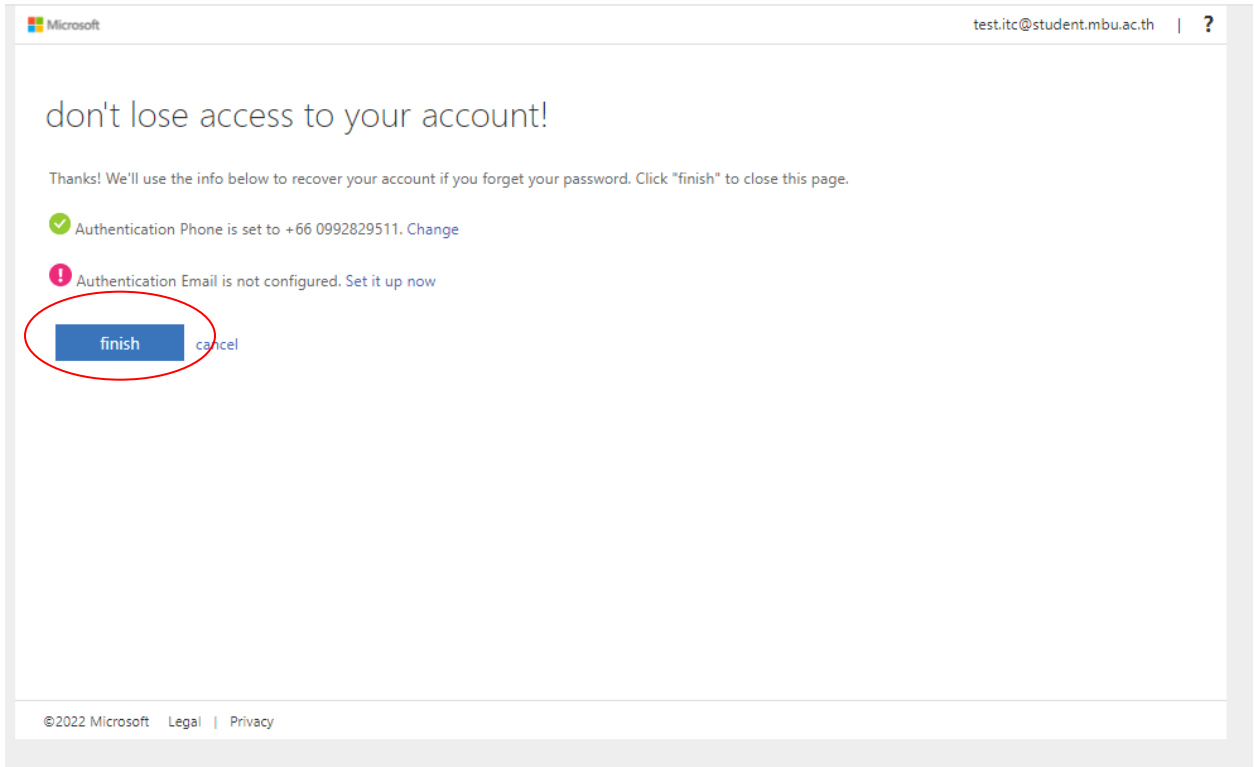 Microsoft
test.itc@student.mbu.ac.th | ?
don't lose access to your account!
Thanks! We'll use the info below to recover your account if you forget your password. Click "finish" to close this page.
Authentication Phone is set to +66 0992829511. Change
! Authentication Email is not configured. Set it up now
finish cancel
©2022 Microsoft Legal | Privacy